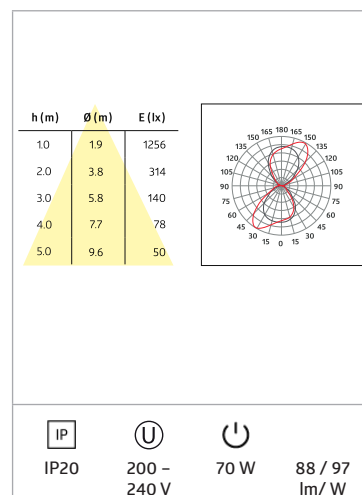 h (m) Ø (m) E (lx)
1.0 1.9 1256
2.0 3.8 314
3.0 5.8 140
4.0 7.7 78
5.0 9.6 50
165 180 165
150 150
135 135
120 120
105 105
90 90
75 75
60 60
45 45
30 30
15 0 15
IP
U
IP20 200 – 70 W 88 / 97
240 V lm/ W